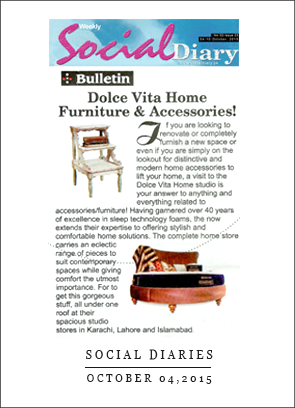 Weekly
Social Diary
Bulletin
Dolce Vita Home
Furniture & Accessories!
If you are looking to
renovate or completely
furnish a new space or
even if you are simply on the
lookout for distinctive and
modern home accessories to
lift your home, a visit to the
Dolce Vita Home studio is
your answer to anything and
everything related to
accessories/furniture! Having garnered over 40 years
of excellence in sleep technology foams, the now
extends their expertise to offering stylish and
comfortable home solutions. The complete home store
carries an eclectic
range of pieces to
suit contemporary
spaces while giving
comfort the utmost
importance. For to
get this gorgeous
stuff, all under one
roof at their
spacious studio
stores in Karachi, Lahore and Islamabad.
SOCIAL DIARIES
OCTOBER 04,2015